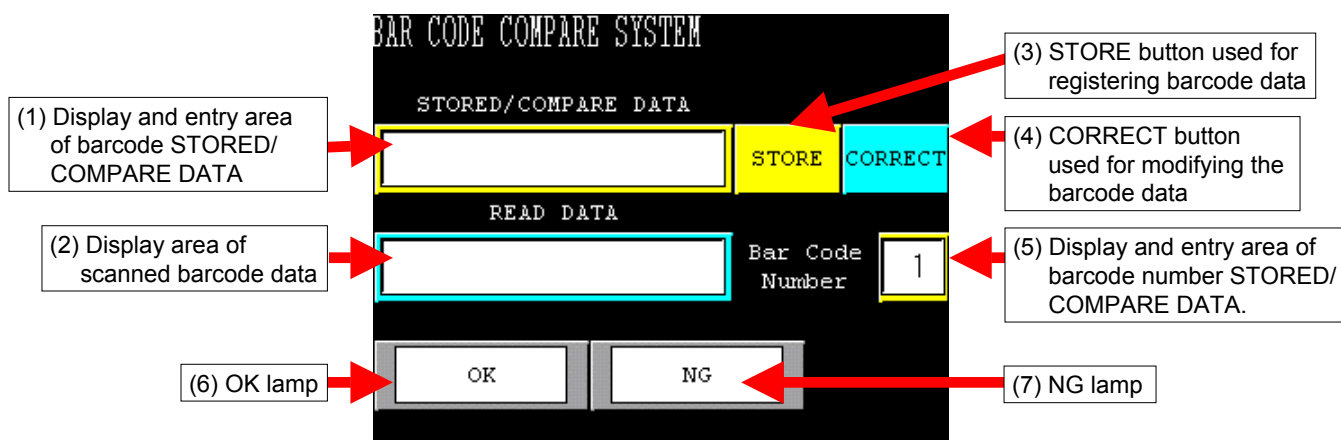 BAR CODE COMPARE SYSTEM
(1) Display and entry area
of barcode STORED/
COMPARE DATA
STORED/COMPARE DATA
STORE
CORRECT
(3) STORE button used for
registering barcode data
(4) CORRECT button
used for modifying the
barcode data
READ DATA
(2) Display area of
scanned barcode data
Bar Code
Number
1
(5) Display and entry area of
barcode number STORED/
COMPARE DATA.
(6) OK lamp
OK
NG
(7) NG lamp